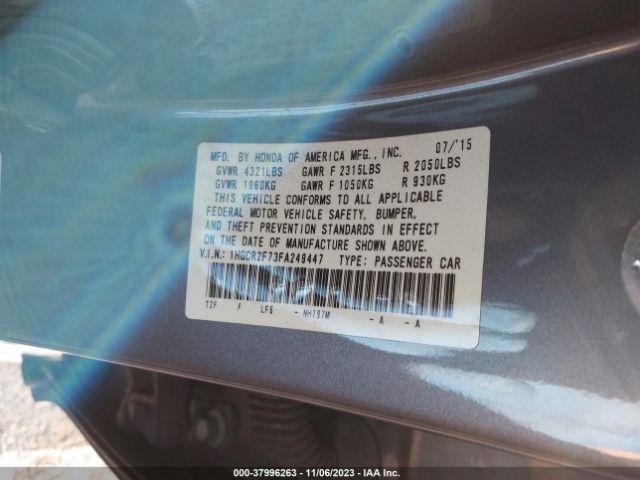 MFD. BY HONDA OF AMERICA MFG., INC. 07/'15
GVWR 4321LBS GAWR F 2315LBS R 2050LBS
GVWR 1960KG GAWR F 1050KG R 930KG
THIS VEHICLE CONFORMS TO ALL APPLICABLE
FEDERAL MOTOR VEHICLE SAFETY, BUMPER,
AND THEFT PREVENTION STANDARDS IN EFFECT
ON THE DATE OF MANUFACTURE SHOWN ABOVE.
V.I.N.: 1HGCR2F73FA249447 TYPE: PASSENGER CAR
T2F F LFG - NH797M - A - A
000-37996263 - 11/06/2023 - IAA Inc.